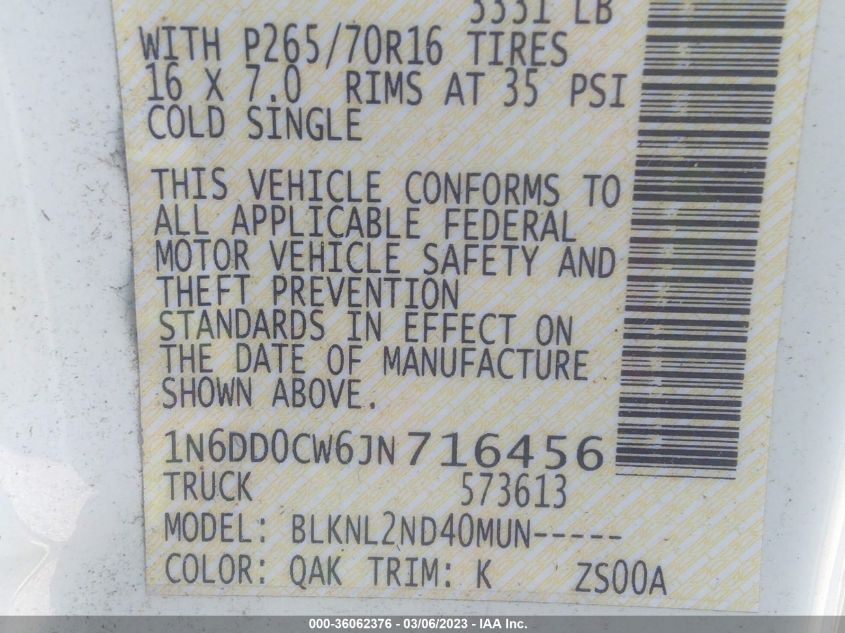 3331 LB
WITH P265/70R16 TIRES
16 X 7.0 RIMS AT 35 PSI
COLD SINGLE
THIS VEHICLE CONFORMS TO
ALL APPLICABLE FEDERAL
MOTOR VEHICLE SAFETY AND
THEFT PREVENTION
STANDARDS IN EFFECT ON
THE DATE OF MANUFACTURE
SHOWN ABOVE.
1N6DD0CW6JN716456
TRUCK 573613
MODEL: BLKNL2ND40MUN-----
COLOR: QAK TRIM: K ZS00A
000-36062376 - 03/06/2023 - IAA Inc.